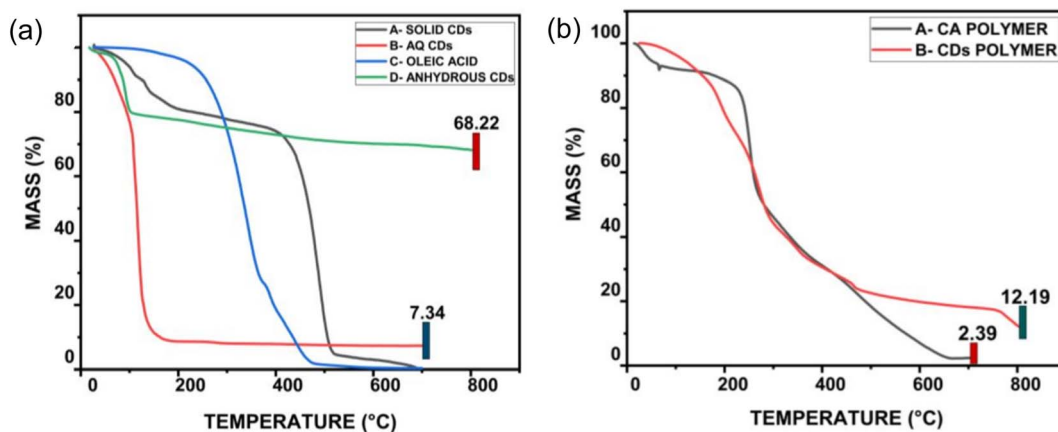 (a)
A- SOLID CDs
B- AQ CDs
C- OLEIC ACID
D- ANHYDROUS CDs
80
60
40
20
0
MASS (%)
68.22
7.34
0
200
400
600
800
TEMPERATURE (°C)
(b)
A- CA POLYMER
B- CDs POLYMER
100
80
60
40
20
0
MASS (%)
12.19
2.39
0
200
400
600
800
TEMPERATURE (°C)